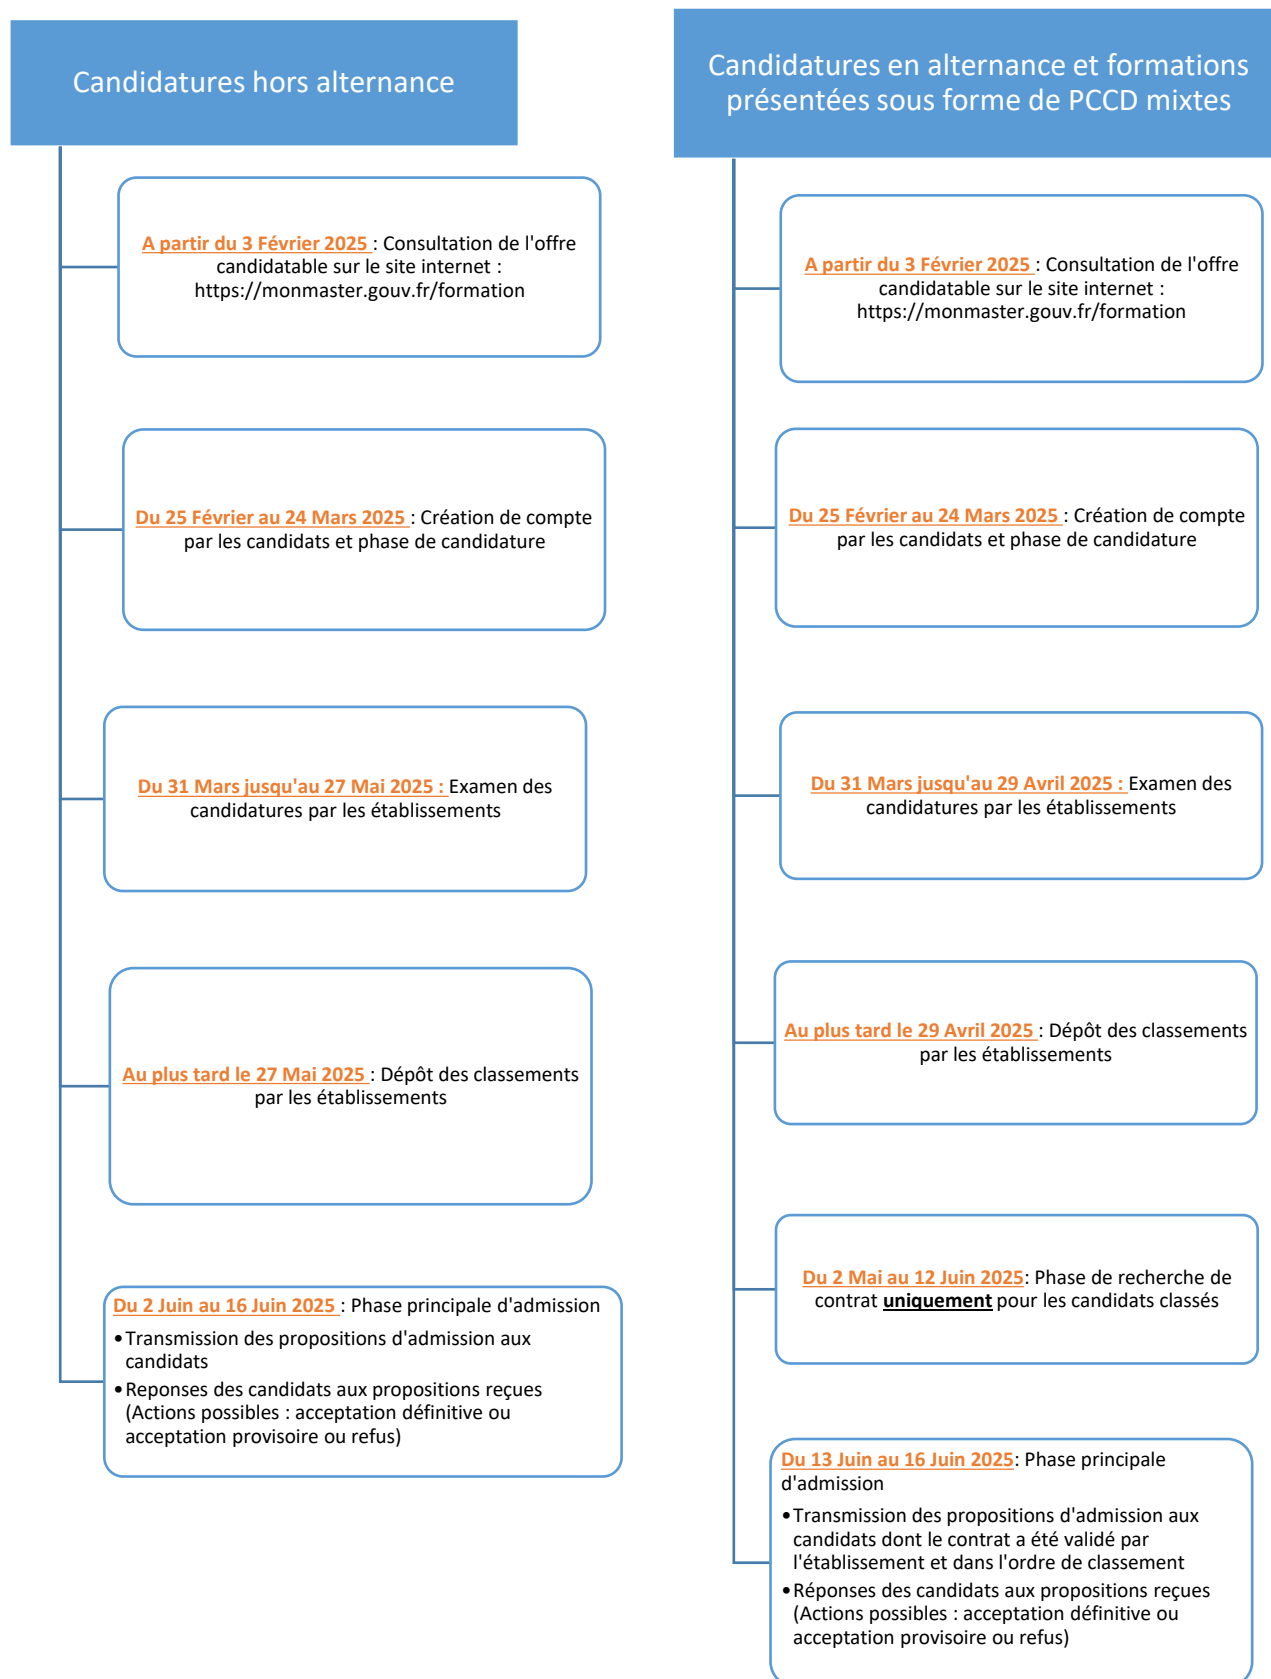 Candidatures hors alternance
A partir du 3 Février 2025 : Consultation de l'offre
candidatable sur le site internet :
https://monmaster.gouv.fr/formation
Du 25 Février au 24 Mars 2025 : Création de compte
par les candidats et phase de candidature
Du 31 Mars jusqu'au 27 Mai 2025 : Examen des
candidatures par les établissements
Au plus tard le 27 Mai 2025 : Dépôt des classements
par les établissements
Du 2 Juin au 16 Juin 2025 : Phase principale d'admission
•Transmission des propositions d'admission aux
candidats
•Reponses des candidats aux propositions reçues
(Actions possibles : acceptation définitive ou
acceptation provisoire ou refus)
Candidatures en alternance et formations
présentées sous forme de PCCD mixtes
A partir du 3 Février 2025 : Consultation de l'offre
candidatable sur le site internet :
https://monmaster.gouv.fr/formation
Du 25 Février au 24 Mars 2025 : Création de compte
par les candidats et phase de candidature
Du 31 Mars jusqu'au 29 Avril 2025 : Examen des
candidatures par les établissements
Au plus tard le 29 Avril 2025 : Dépôt des classements
par les établissements
Du 2 Mai au 12 Juin 2025: Phase de recherche de
contrat uniquement pour les candidats classés
Du 13 Juin au 16 Juin 2025: Phase principale
d'admission
•Transmission des propositions d'admission aux
candidats dont le contrat a été validé par
l'établissement et dans l'ordre de classement
•Réponses des candidats aux propositions reçues
(Actions possibles : acceptation définitive ou
acceptation provisoire ou refus)